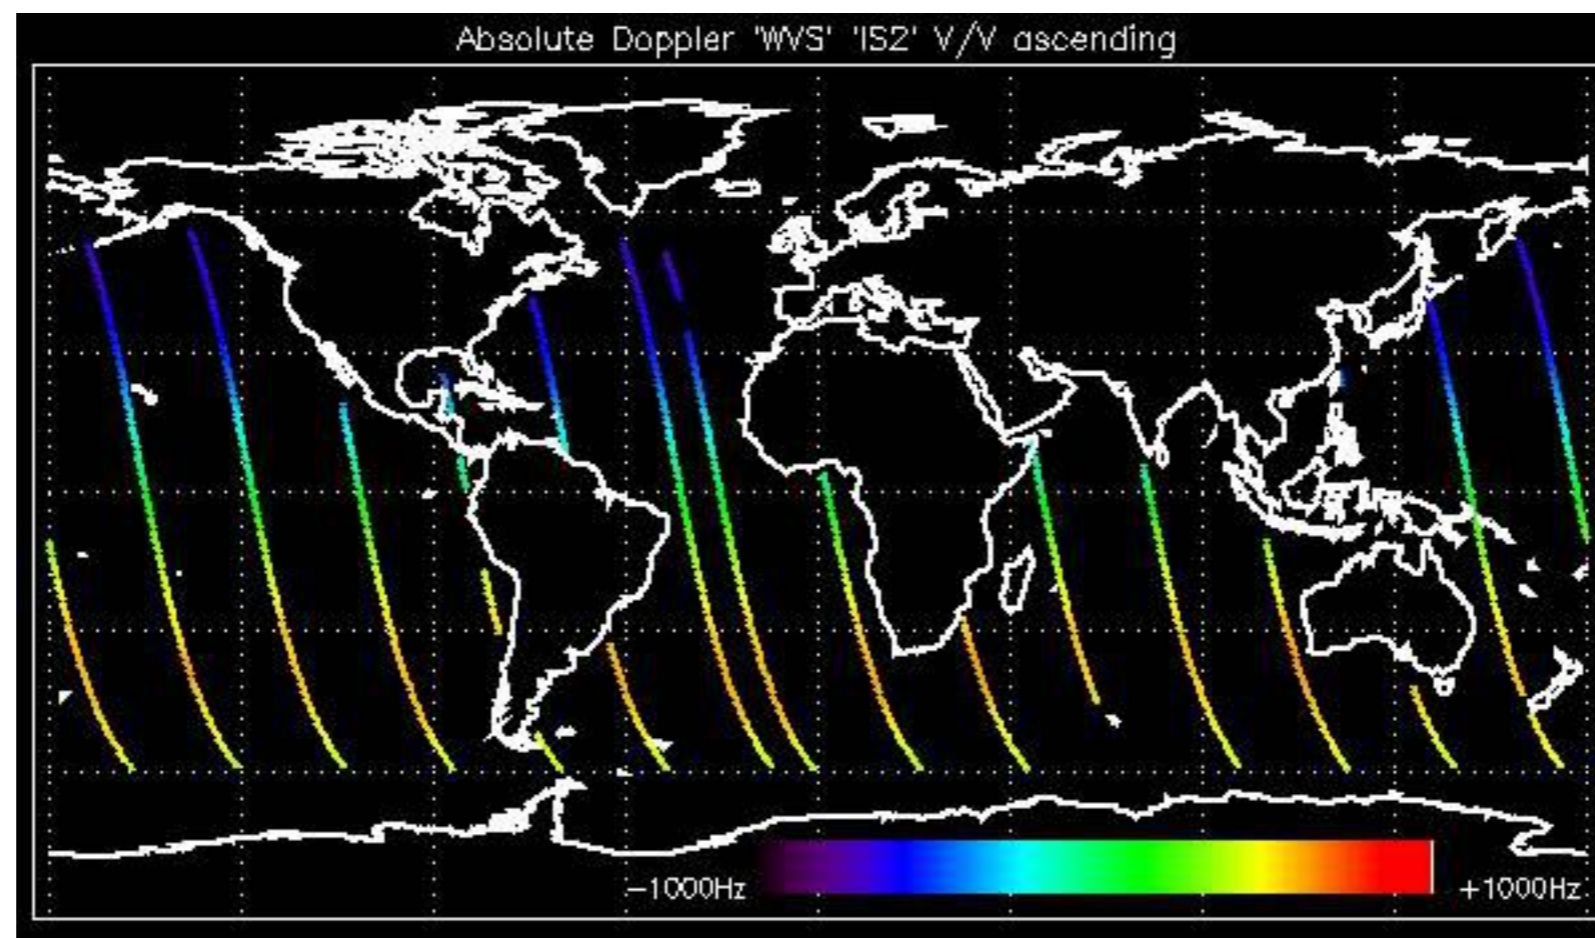 Absolute Doppler 'WVS' 'IS2' V/V ascending
−1000Hz +1000Hz